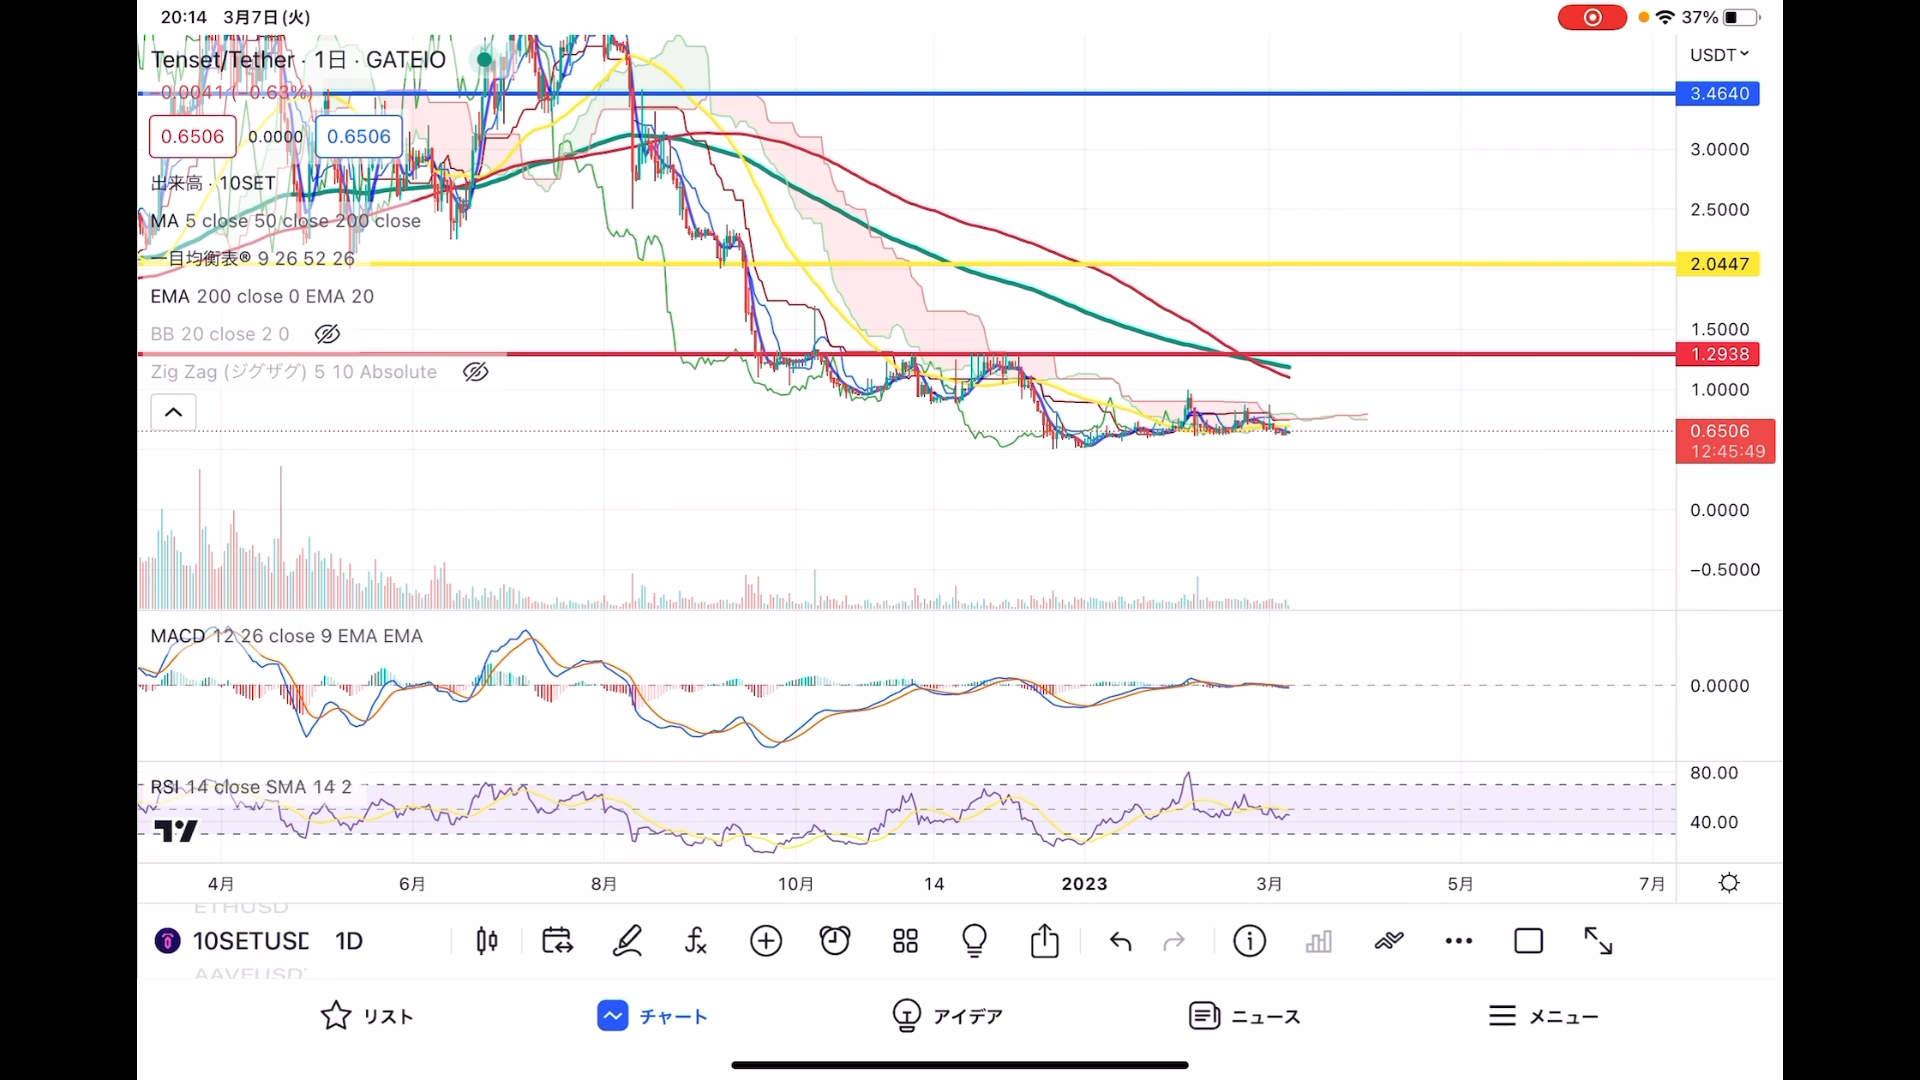 20:14 3月7日(火)
37%
Tenset/Tether · 1日 · GATEIO
USDT
−0.0041 (−0.63%)
3.4640
0.6506 0.0000 0.6506
3.0000
出来高 · 10SET
2.5000
MA 5 close 50 close 200 close
一目均衡表® 9 26 52 26
2.0447
EMA 200 close 0 EMA 20
1.5000
BB 20 close 2 0
1.2938
Zig Zag (ジグザグ) 5 10 Absolute
1.0000
0.6506
12:45:49
0.0000
−0.5000
MACD 12 26 close 9 EMA EMA
0.0000
RSI 14 close SMA 14 2
80.00
40.00
4月 6月 8月 10月 14 2023 3月 5月 7月
ETHUSD
10SETUSD 1D
AAVEUSD
リスト チャート アイデア ニュース メニュー